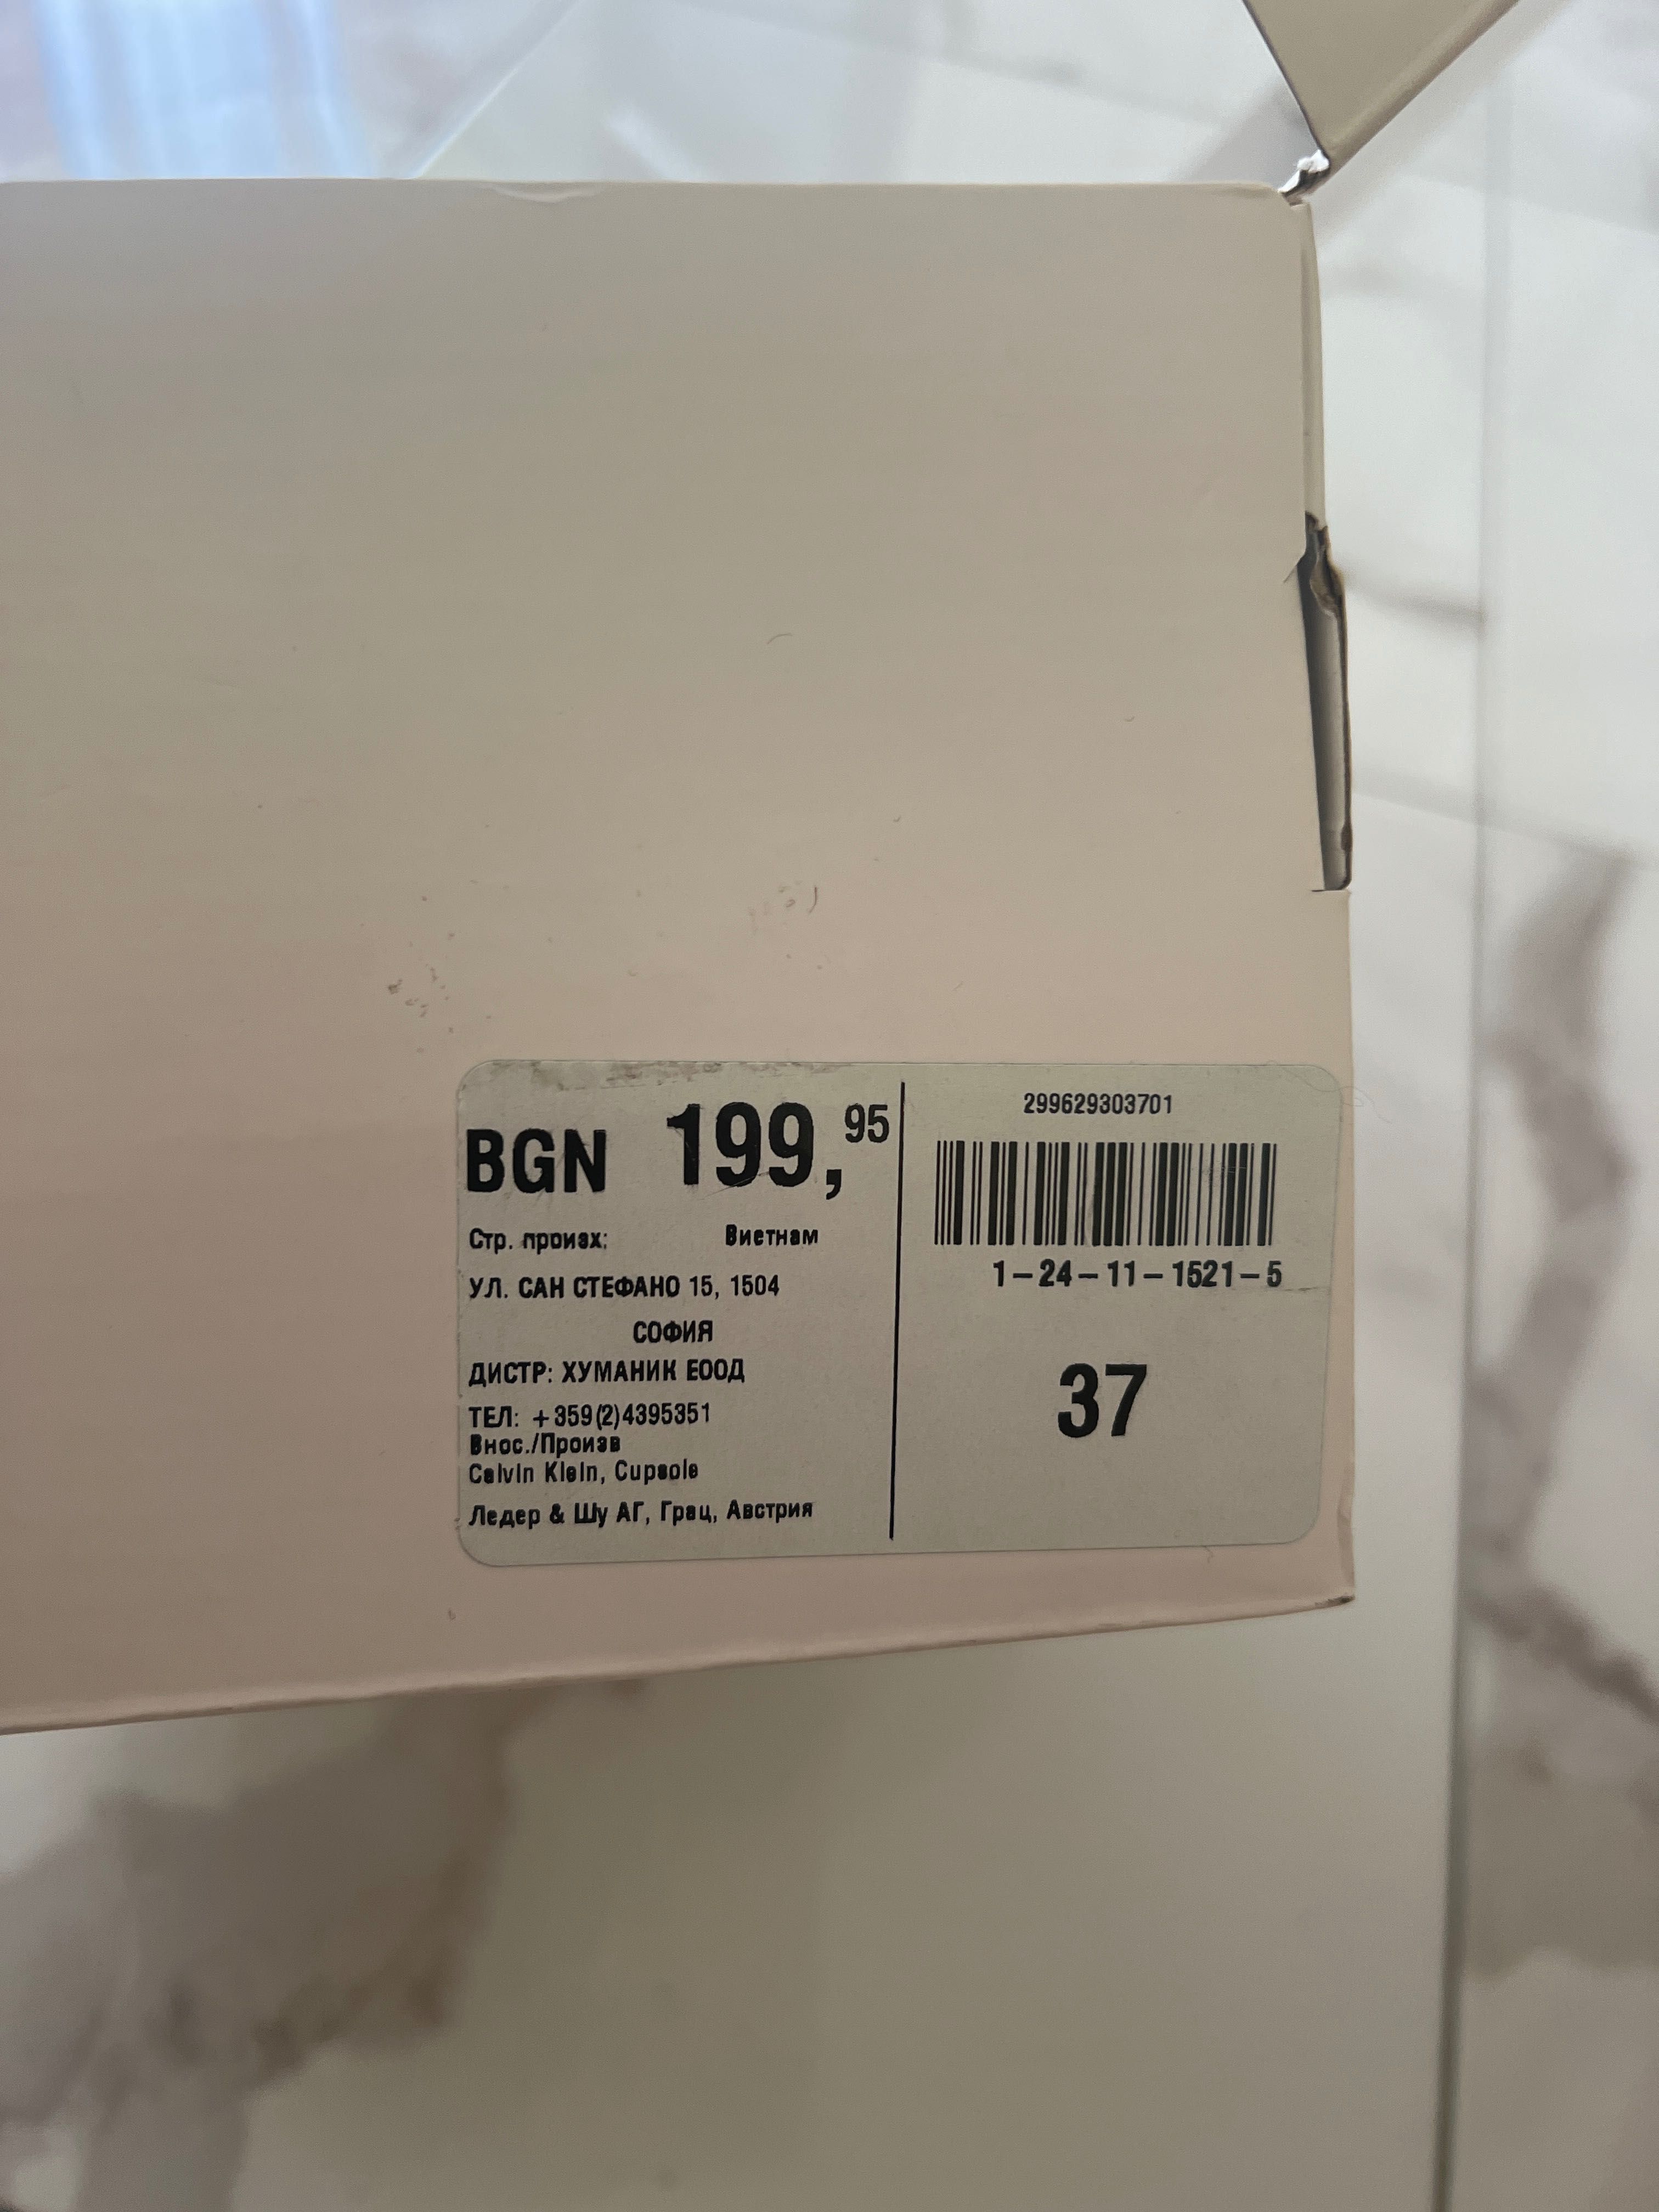 BGN 199,95
Стр. произх: Виетнам
УЛ. САН СТЕФАНО 15, 1504
СОФИЯ
ДИСТР: ХУМАНИК ЕООД
ТЕЛ: +359(2)4395351
Внос./Произв
Calvin Klein, Cupsole
Ледер & Шу АГ, Грац, Австрия
299629303701
1-24-11-1521-5
37